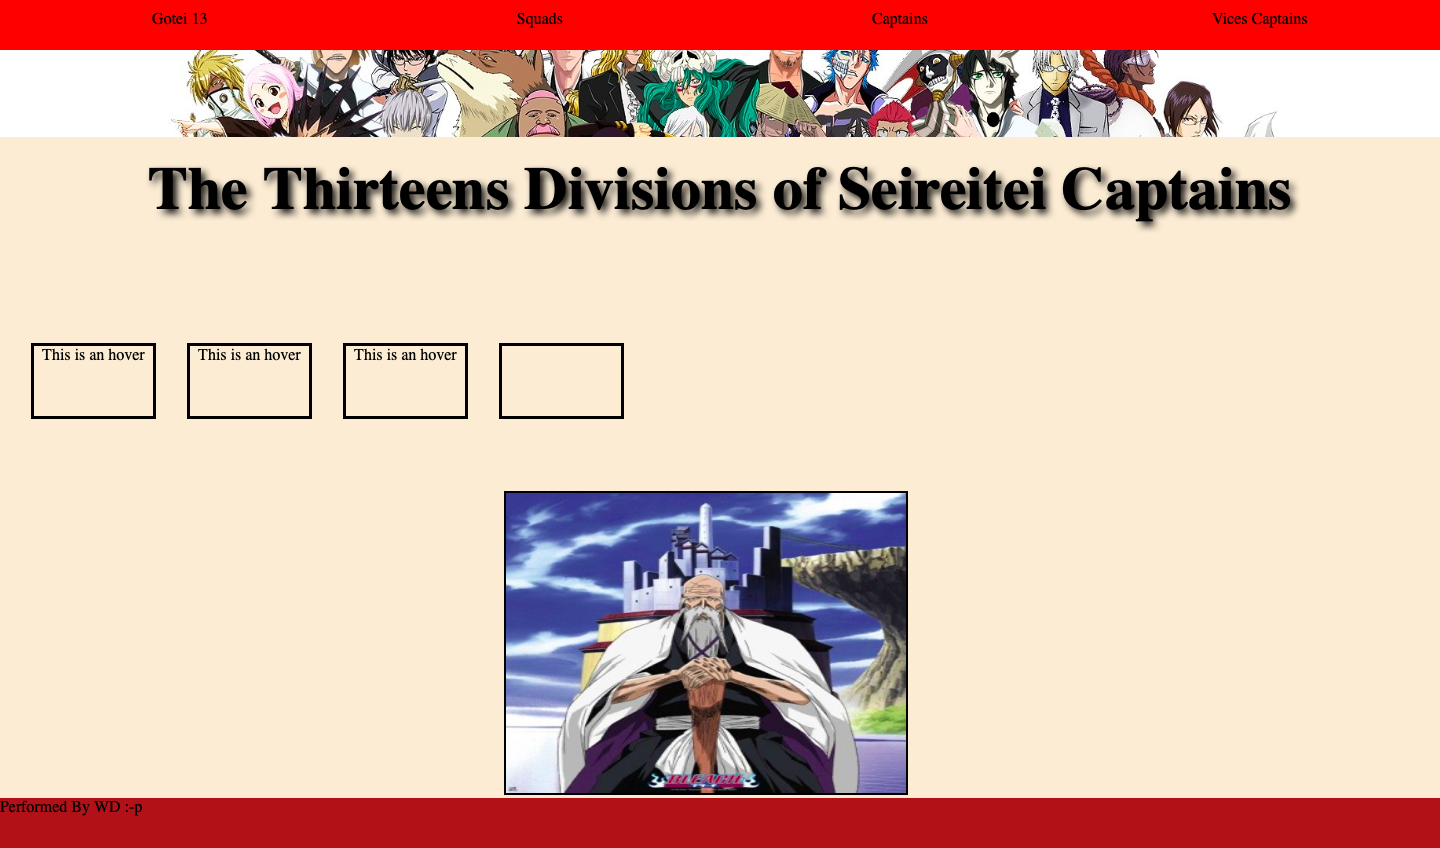 Gotei 13 Squads Captains Vices Captains
The Thirteens Divisions of Seireitei Captains
This is an hover This is an hover This is an hover
BLEACH
Performed By WD :-p